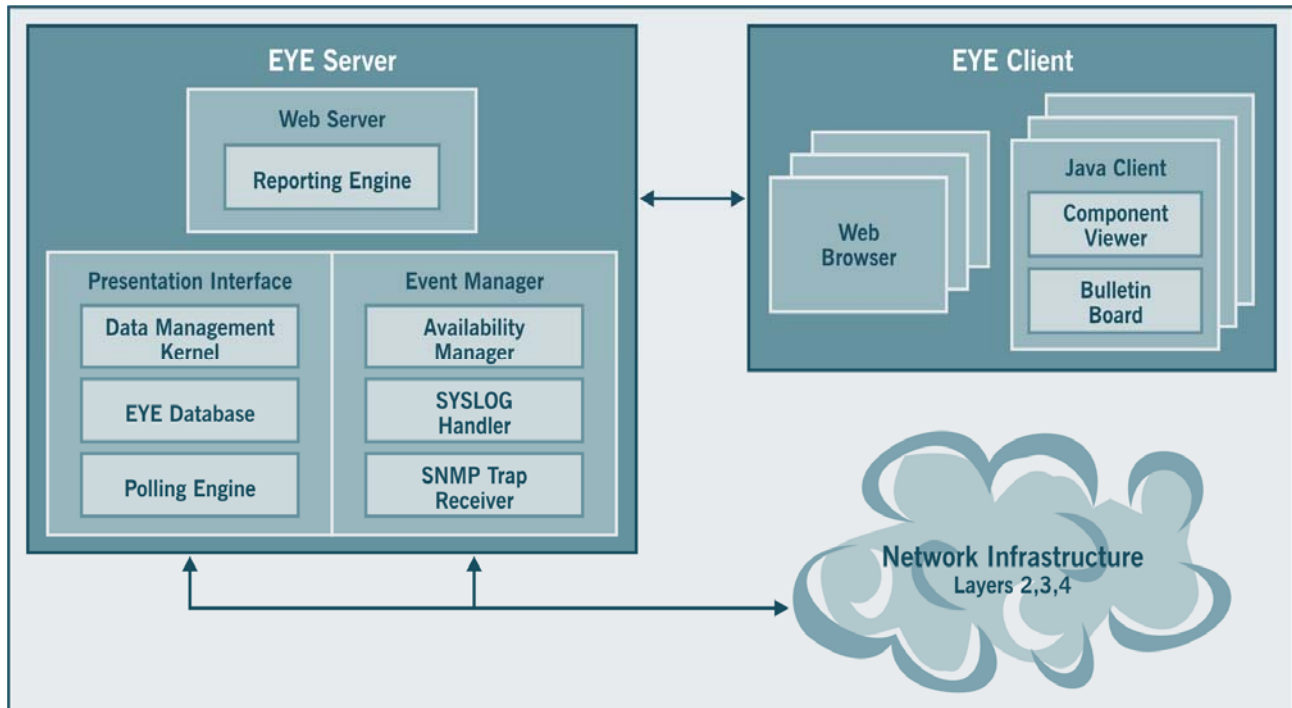 EYE Server
Web Server
Reporting Engine
Presentation Interface
Data Management
Kernel
EYE Database
Polling Engine
Event Manager
Availability
Manager
SYSLOG
Handler
SNMP Trap
Receiver
EYE Client
Web
Browser
Java Client
Component
Viewer
Bulletin
Board
Network Infrastructure
Layers 2,3,4